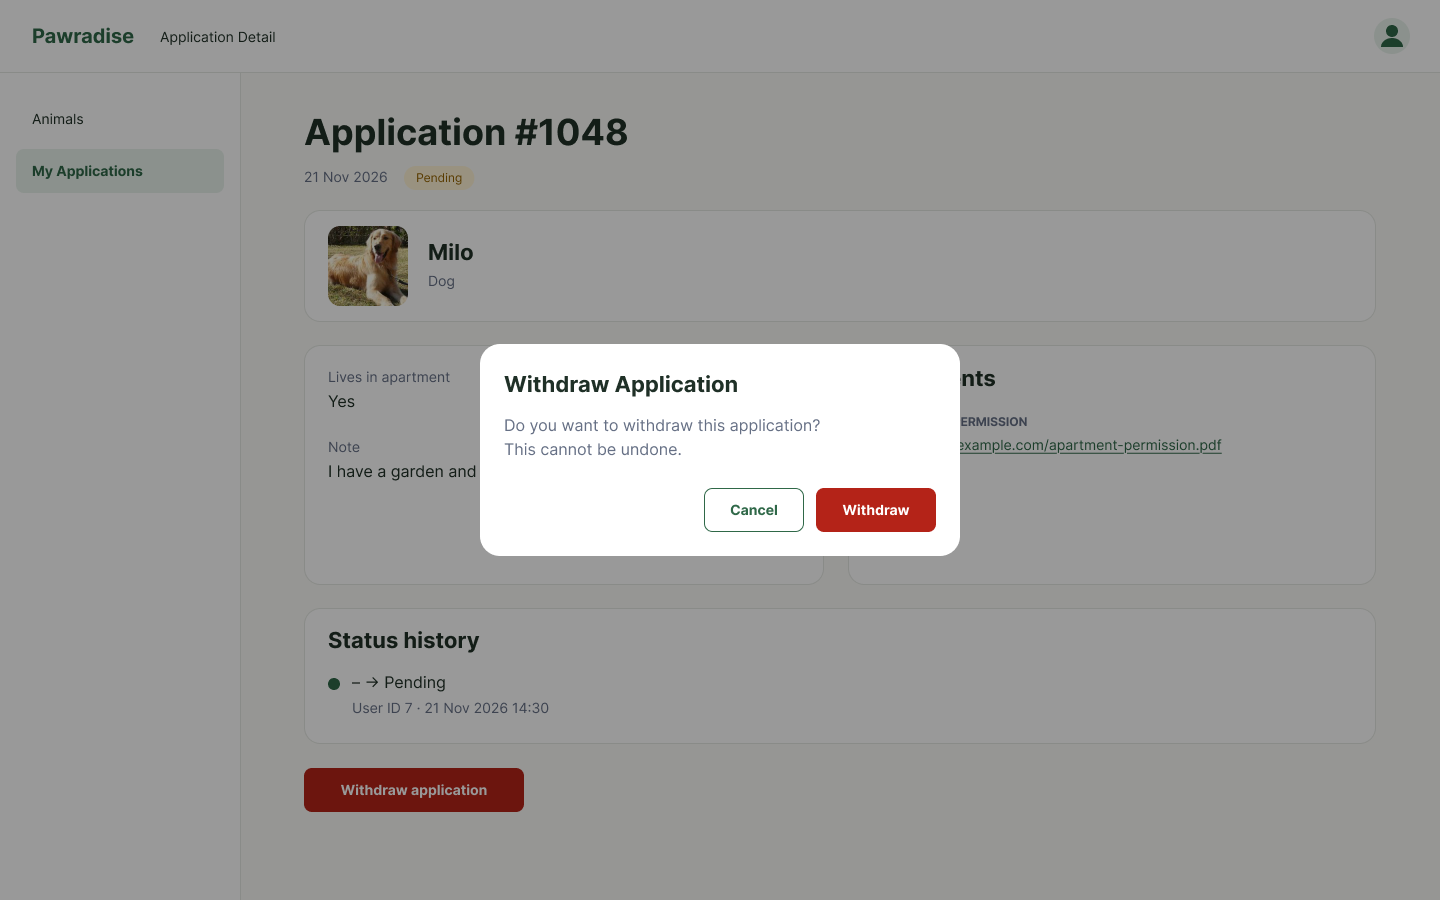 Pawradise
Application Detail
Animals
My Applications
Application #1048
21 Nov 2026
Pending
Milo
Dog
Lives in apartment
Yes
Note
I have a garden and
Withdraw Application
Do you want to withdraw this application?
This cannot be undone.
Cancel
Withdraw
example.com/apartment-permission.pdf
Status history
– → Pending
User ID 7 · 21 Nov 2026 14:30
Withdraw application